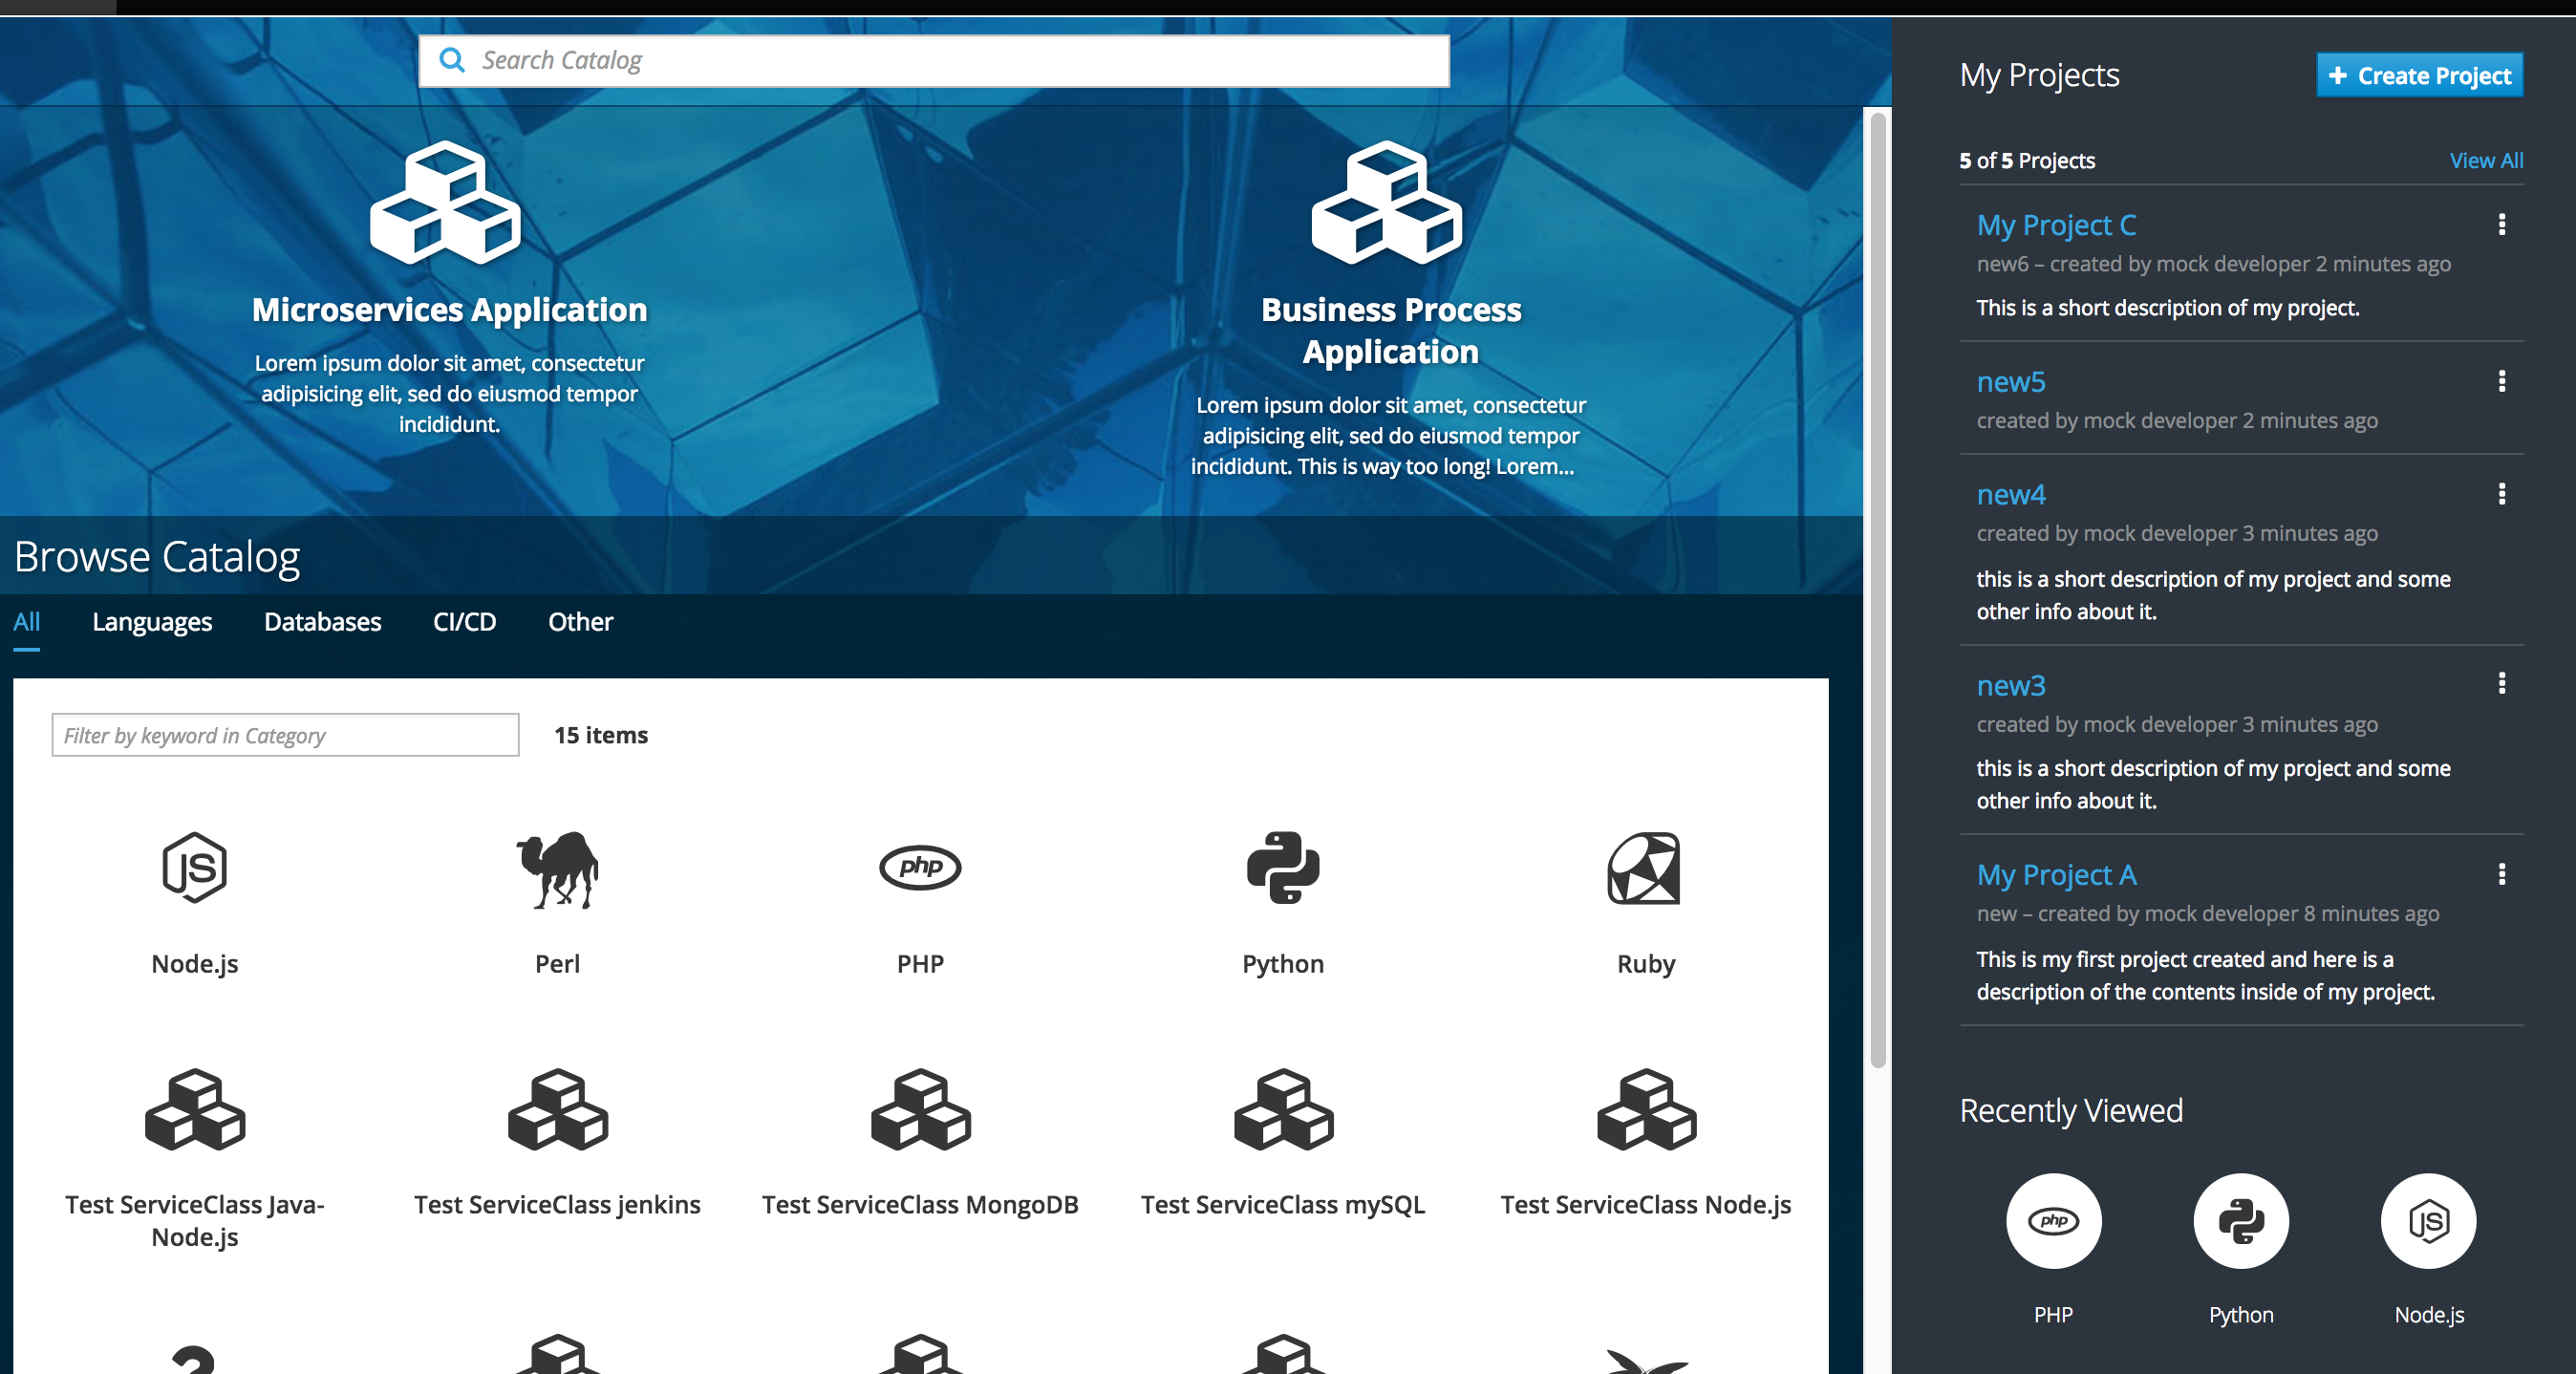 Search Catalog
Microservices Application
Lorem ipsum dolor sit amet, consectetur
adipisicing elit, sed do eiusmod tempor
incididunt.
Business Process
Application
Lorem ipsum dolor sit amet, consectetur
adipisicing elit, sed do eiusmod tempor
incididunt. This is way too long! Lorem...
Browse Catalog
All Languages Databases CI/CD Other
Filter by keyword in Category 15 items
JS
php
Node.js Perl PHP Python Ruby
Test ServiceClass Java-
Node.js
Test ServiceClass jenkins
Test ServiceClass MongoDB
Test ServiceClass mySQL
Test ServiceClass Node.js
My Projects
+ Create Project
5 of 5 Projects View All
My Project C
new6 – created by mock developer 2 minutes ago
This is a short description of my project.
new5
created by mock developer 2 minutes ago
new4
created by mock developer 3 minutes ago
this is a short description of my project and some
other info about it.
new3
created by mock developer 3 minutes ago
this is a short description of my project and some
other info about it.
My Project A
new – created by mock developer 8 minutes ago
This is my first project created and here is a
description of the contents inside of my project.
Recently Viewed
php
JS
PHP Python Node.js